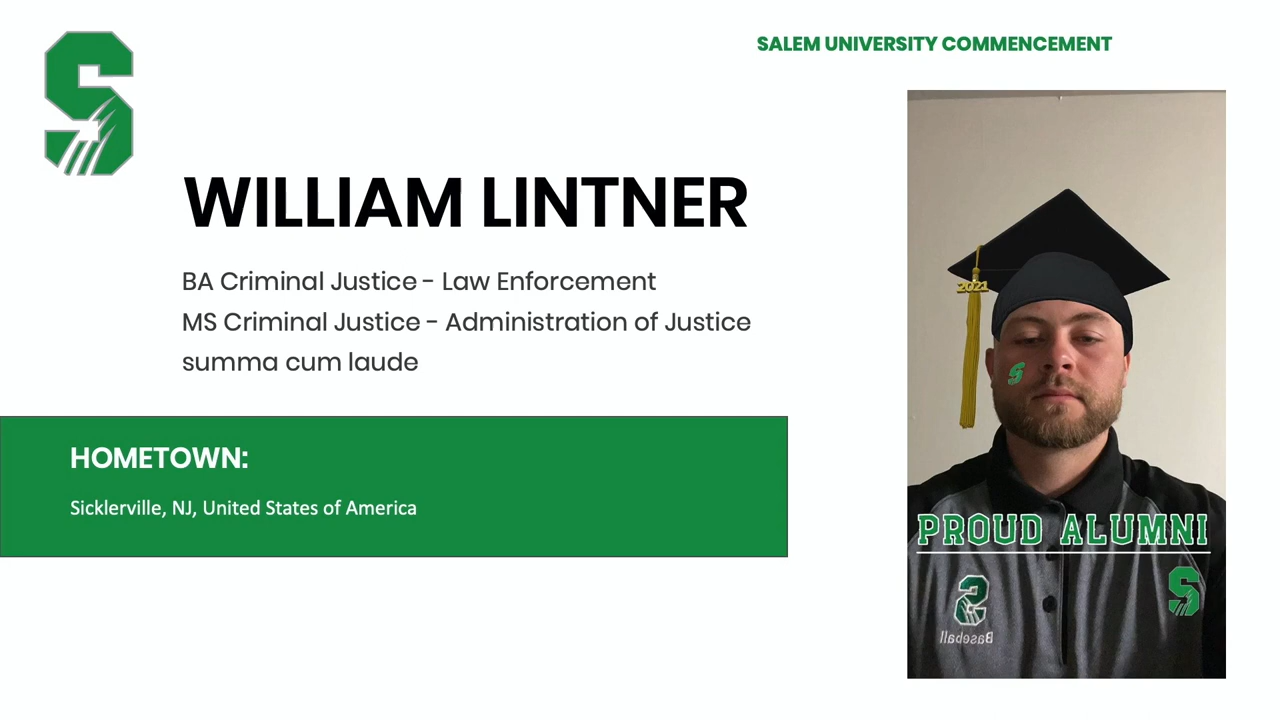 SALEM UNIVERSITY COMMENCEMENT
S
WILLIAM LINTNER
BA Criminal Justice - Law Enforcement
MS Criminal Justice - Administration of Justice
summa cum laude
HOMETOWN:
Sicklerville, NJ, United States of America
2021
S
PROUD ALUMNI
S
S
Baseball